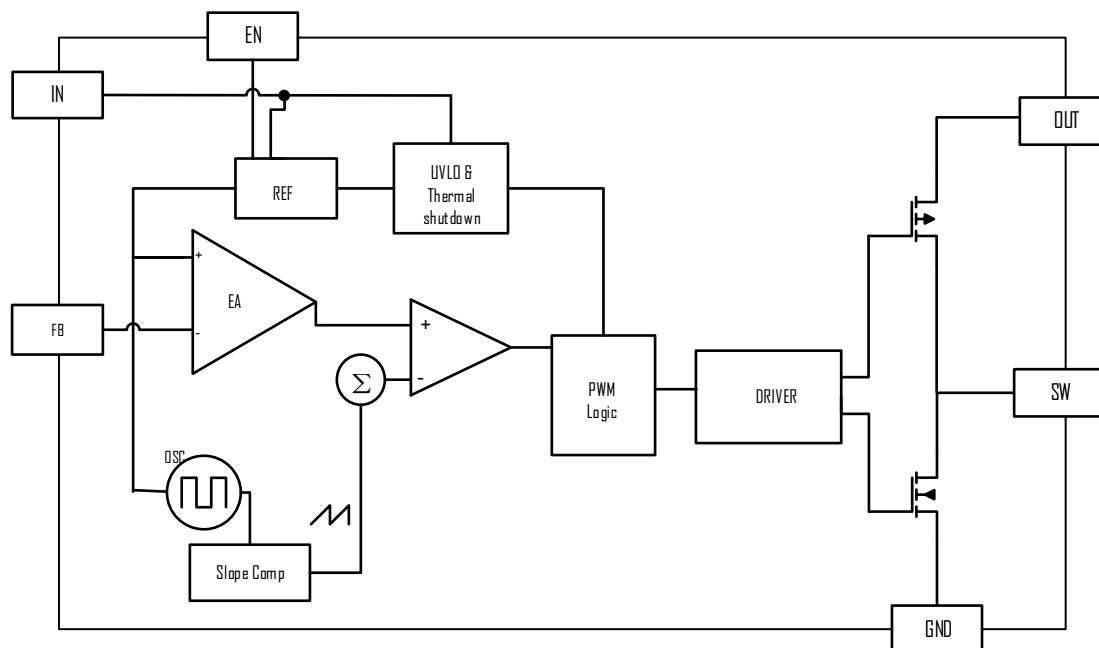 EN
IN
OUT
REF
UVLO &
Thermal
shutdown
+
EA
-
FB
+
-
Σ
PWM
Logic
DRIVER
SW
OSC
Slope Comp
GND